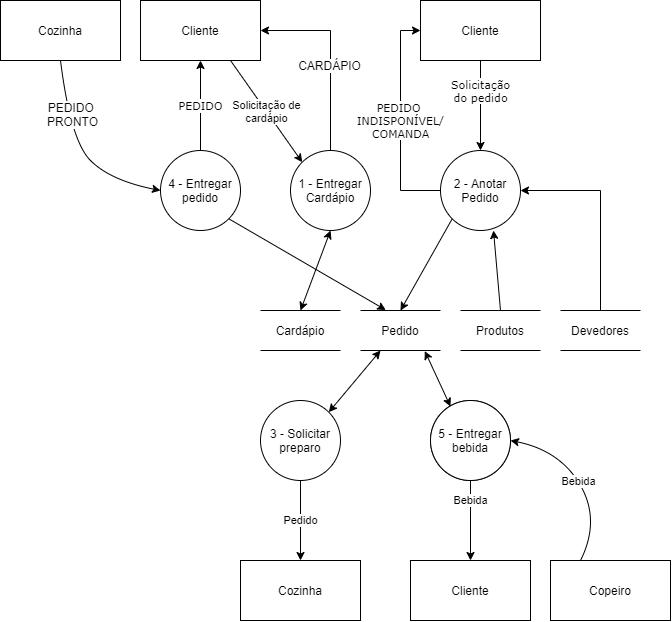 Cozinha
Cliente
Cliente
CARDÁPIO
PEDIDO
PRONTO
PEDIDO
Solicitação de
cardápio
PEDIDO
INDISPONÍVEL/
COMANDA
Solicitação
do pedido
4 - Entregar
pedido
1 - Entregar
Cardápio
2 - Anotar
Pedido
Cardápio
Pedido
Produtos
Devedores
3 - Solicitar
preparo
5 - Entregar
bebida
Pedido
Bebida
Bebida
Cozinha
Cliente
Copeiro